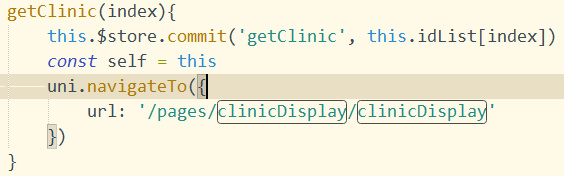 getClinic(index){
this.$store.commit('getClinic', this.idList[index])
const self = this
uni.navigateTo({
url: '/pages/clinicDisplay/clinicDisplay'
})
}